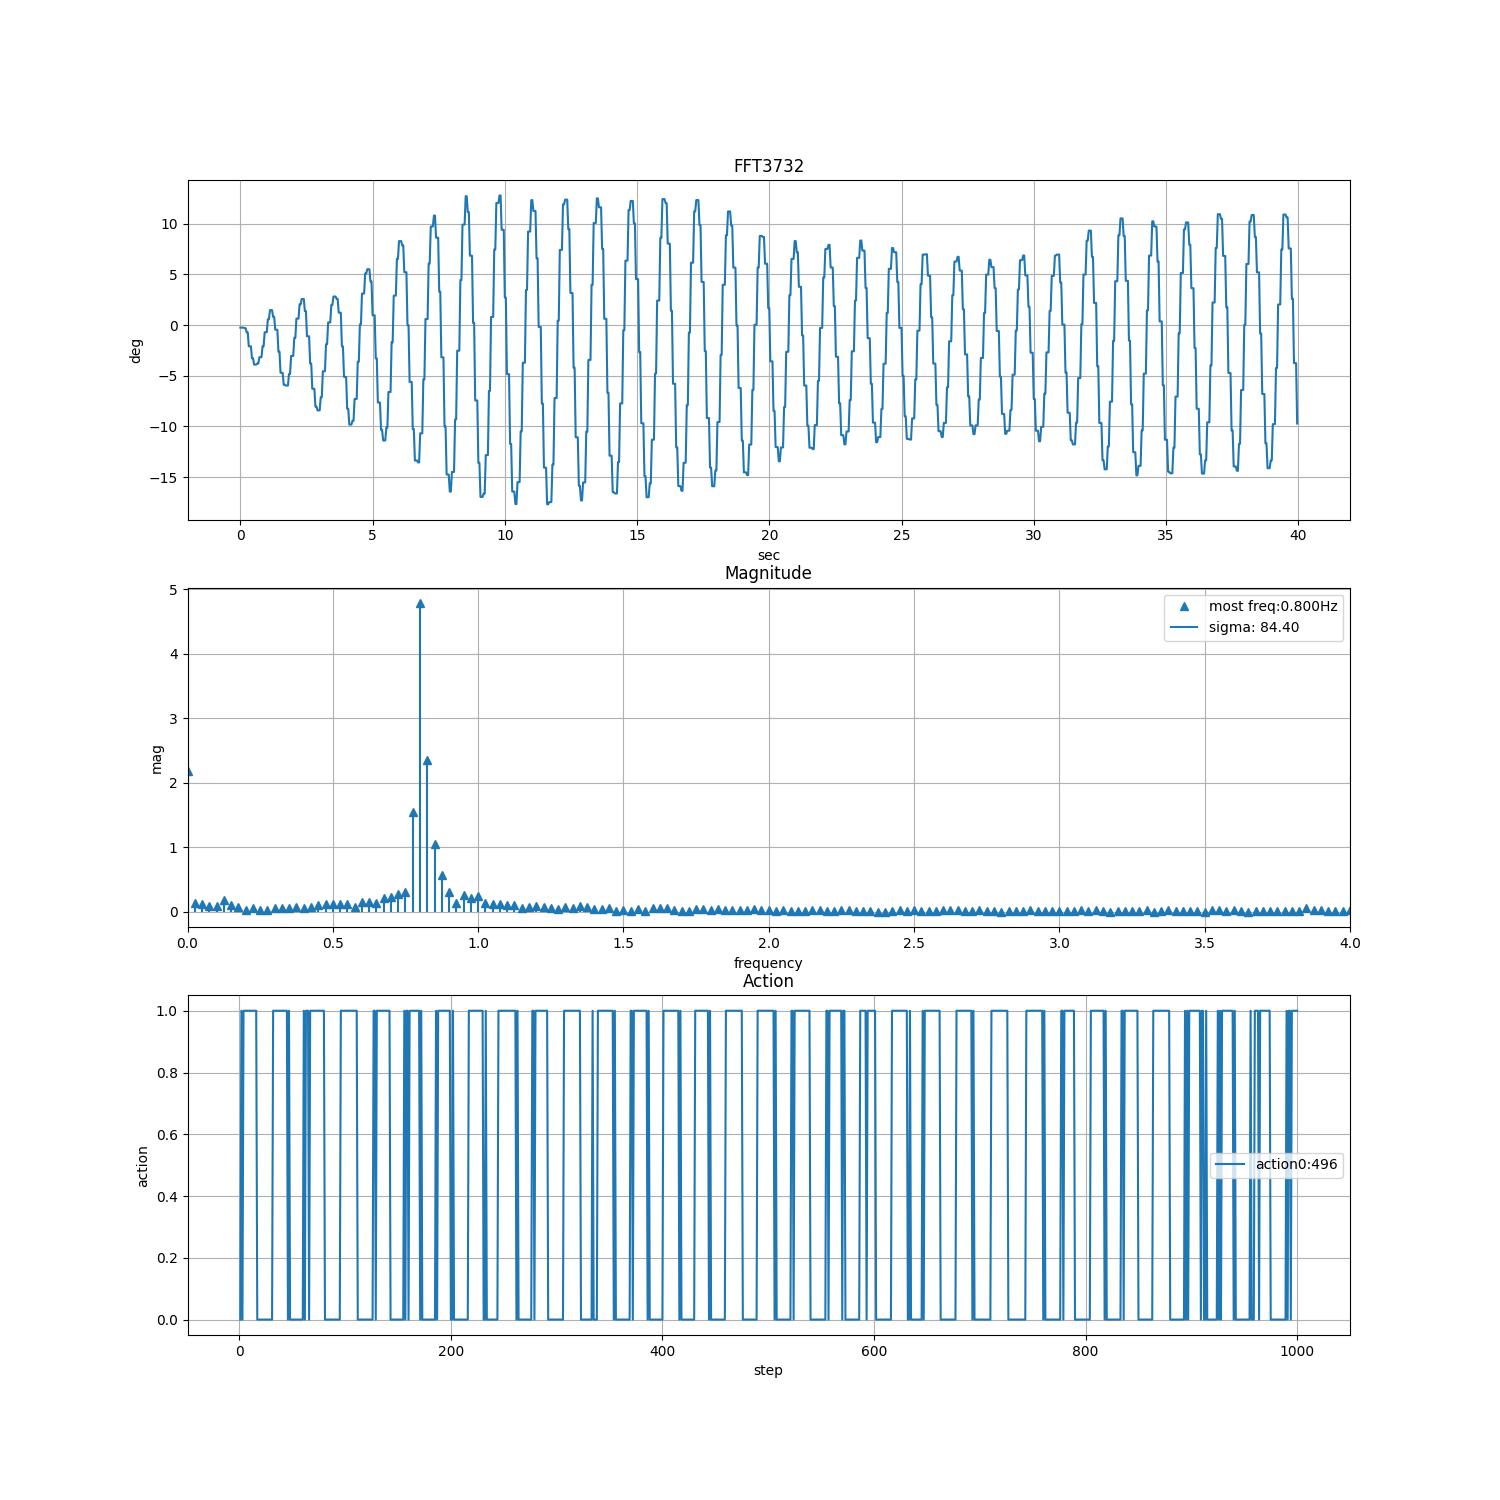 FFT3732
10
5
0
−5
−10
−15
deg
0 5 10 15 20 25 30 35 40
sec
Magnitude
5
4
3
2
1
0
mag
most freq:0.800Hz
sigma: 84.40
0.0 0.5 1.0 1.5 2.0 2.5 3.0 3.5 4.0
frequency
Action
1.0
0.8
0.6
0.4
0.2
0.0
action
action0:496
0 200 400 600 800 1000
step